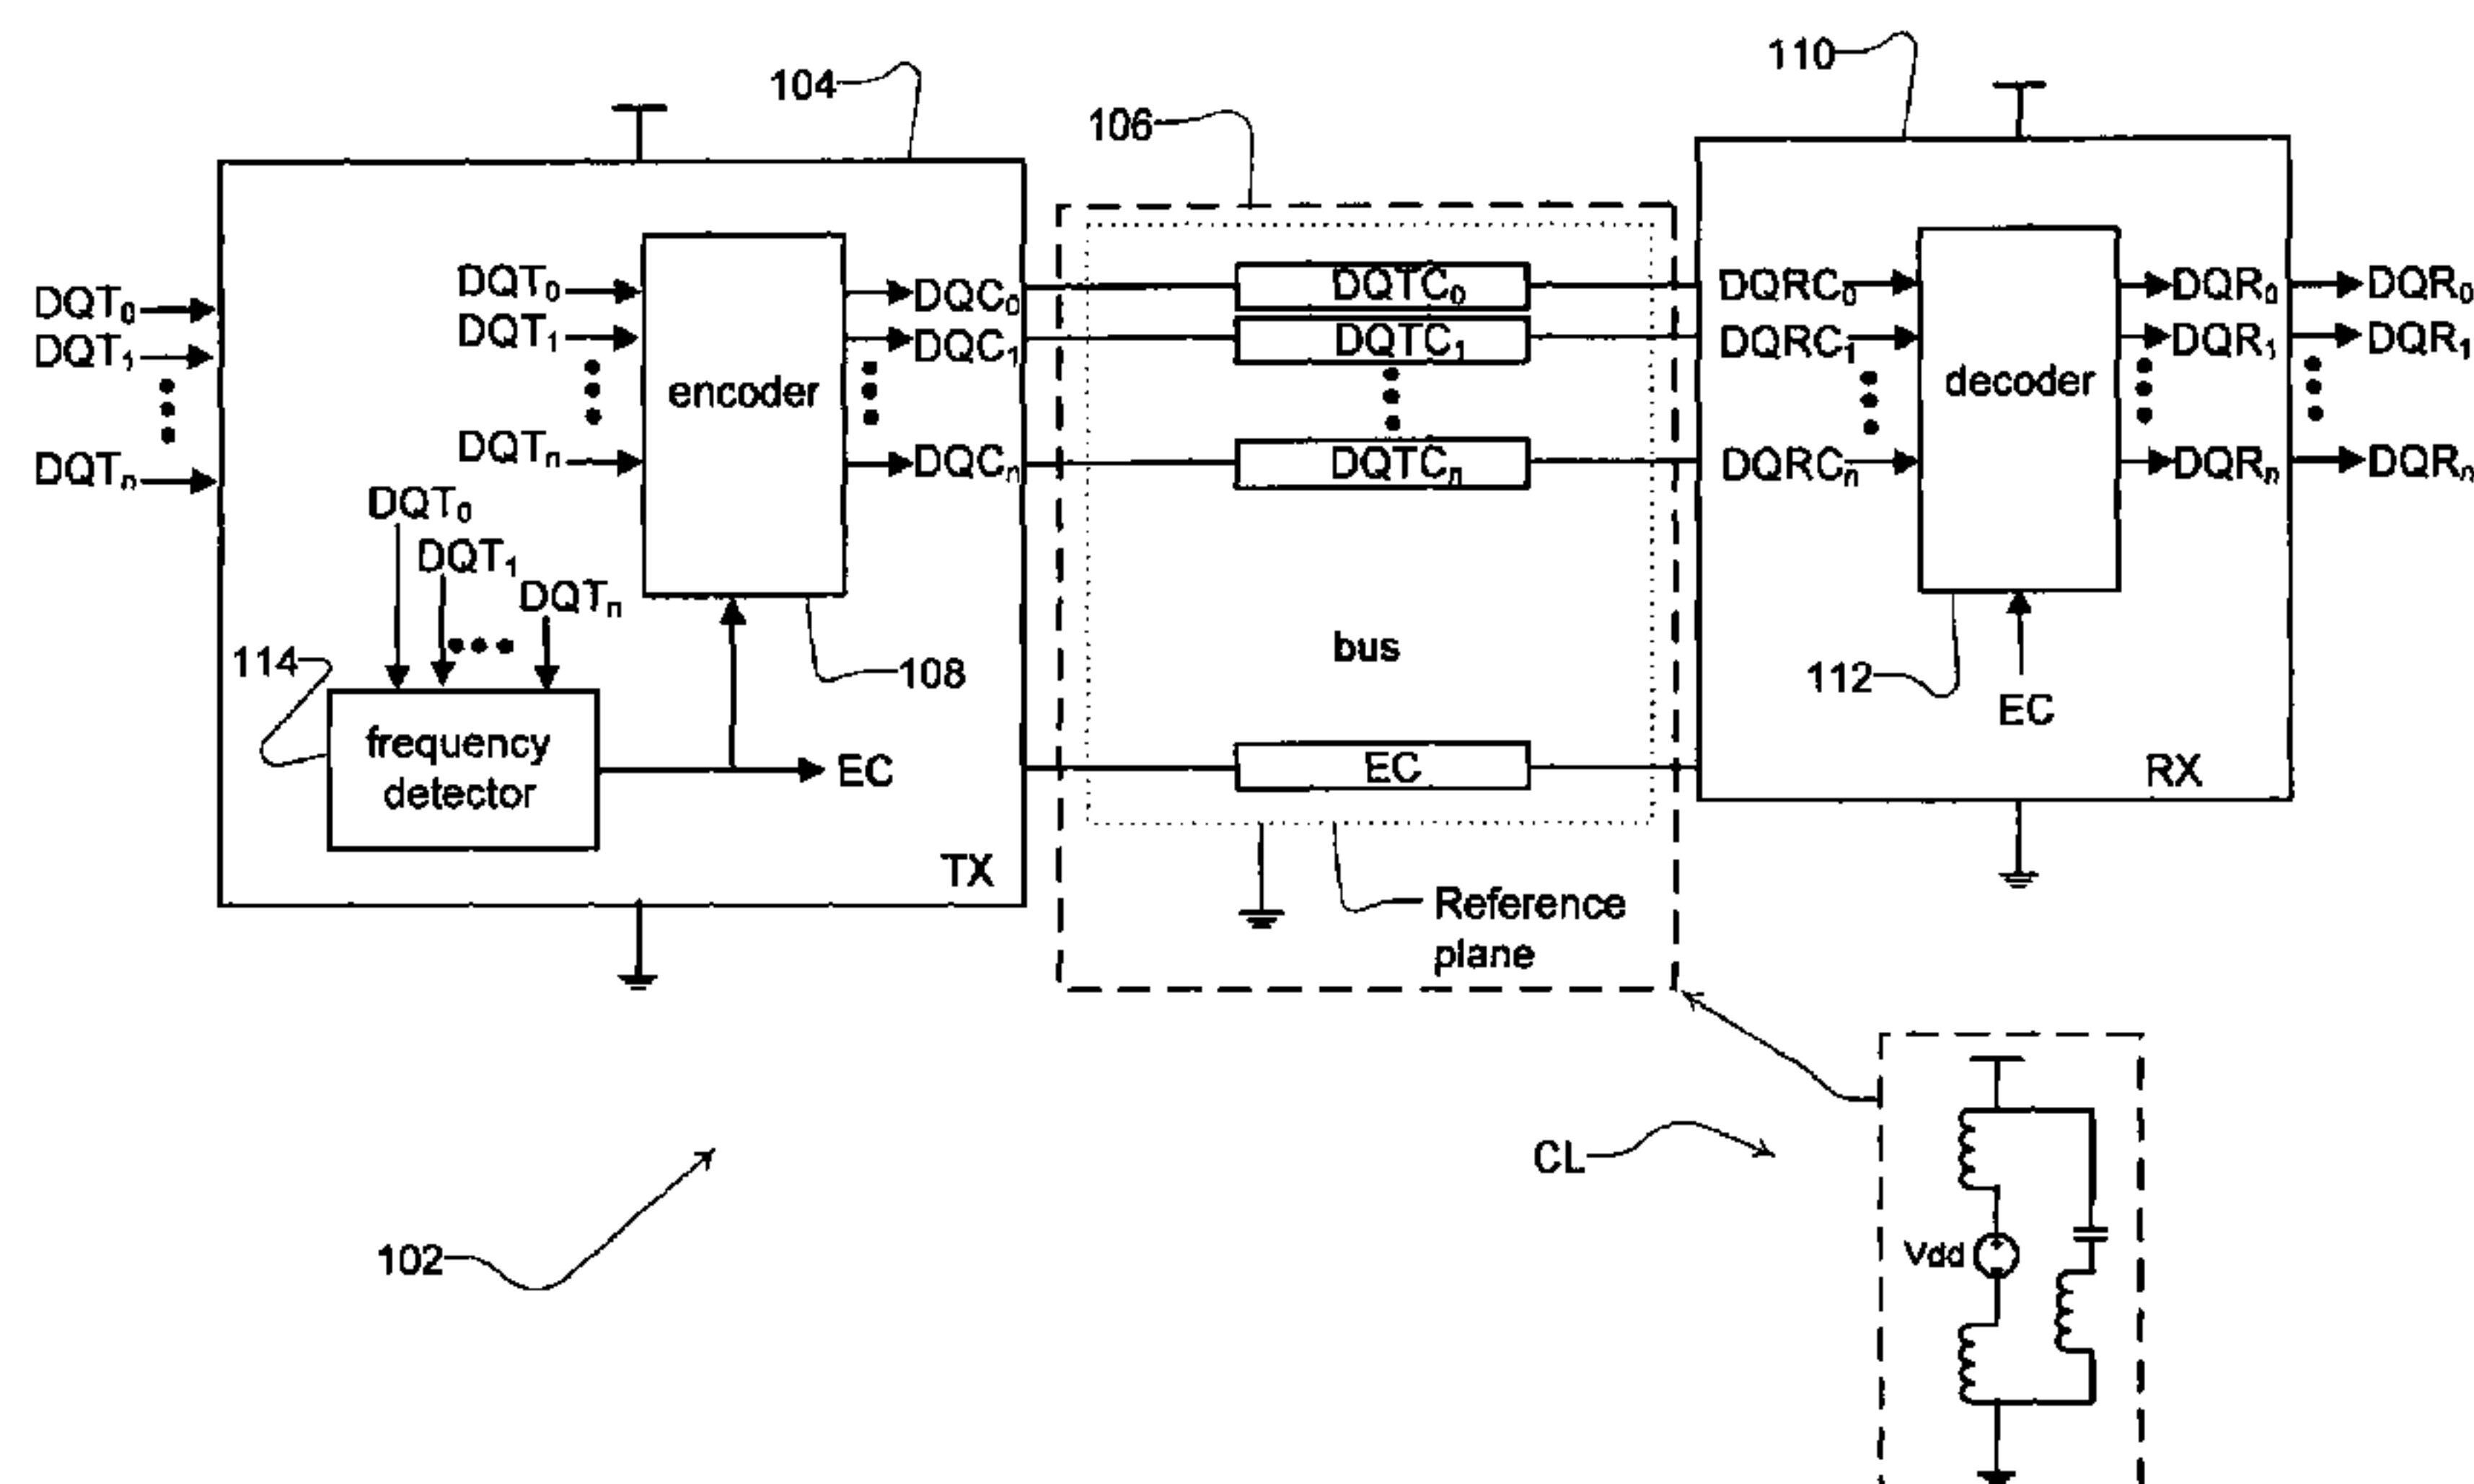 110
104
106
DQT₀
DQT₁
DQTₙ
DQT₀
DQT₁
DQTₙ
encoder
DQC₀
DQC₁
DQCₙ
DQTC₀
DQTC₁
DQTCₙ
DQRC₀
DQRC₁
DQRCₙ
decoder
DQR₀
DQR₁
DQRₙ
DQR₀
DQR₁
DQRₙ
DQT₀
DQT₁
DQTₙ
114
frequency
detector
108
EC
TX
bus
EC
112
EC
RX
Reference
plane
102
CL
Vdd